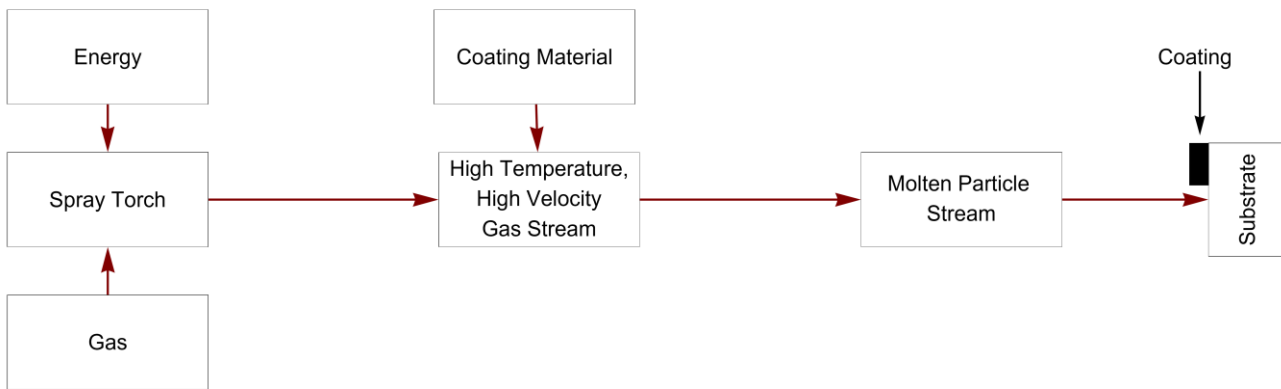 Energy
Coating Material
Coating
Spray Torch
High Temperature,
High Velocity
Gas Stream
Molten Particle
Stream
Substrate
Gas